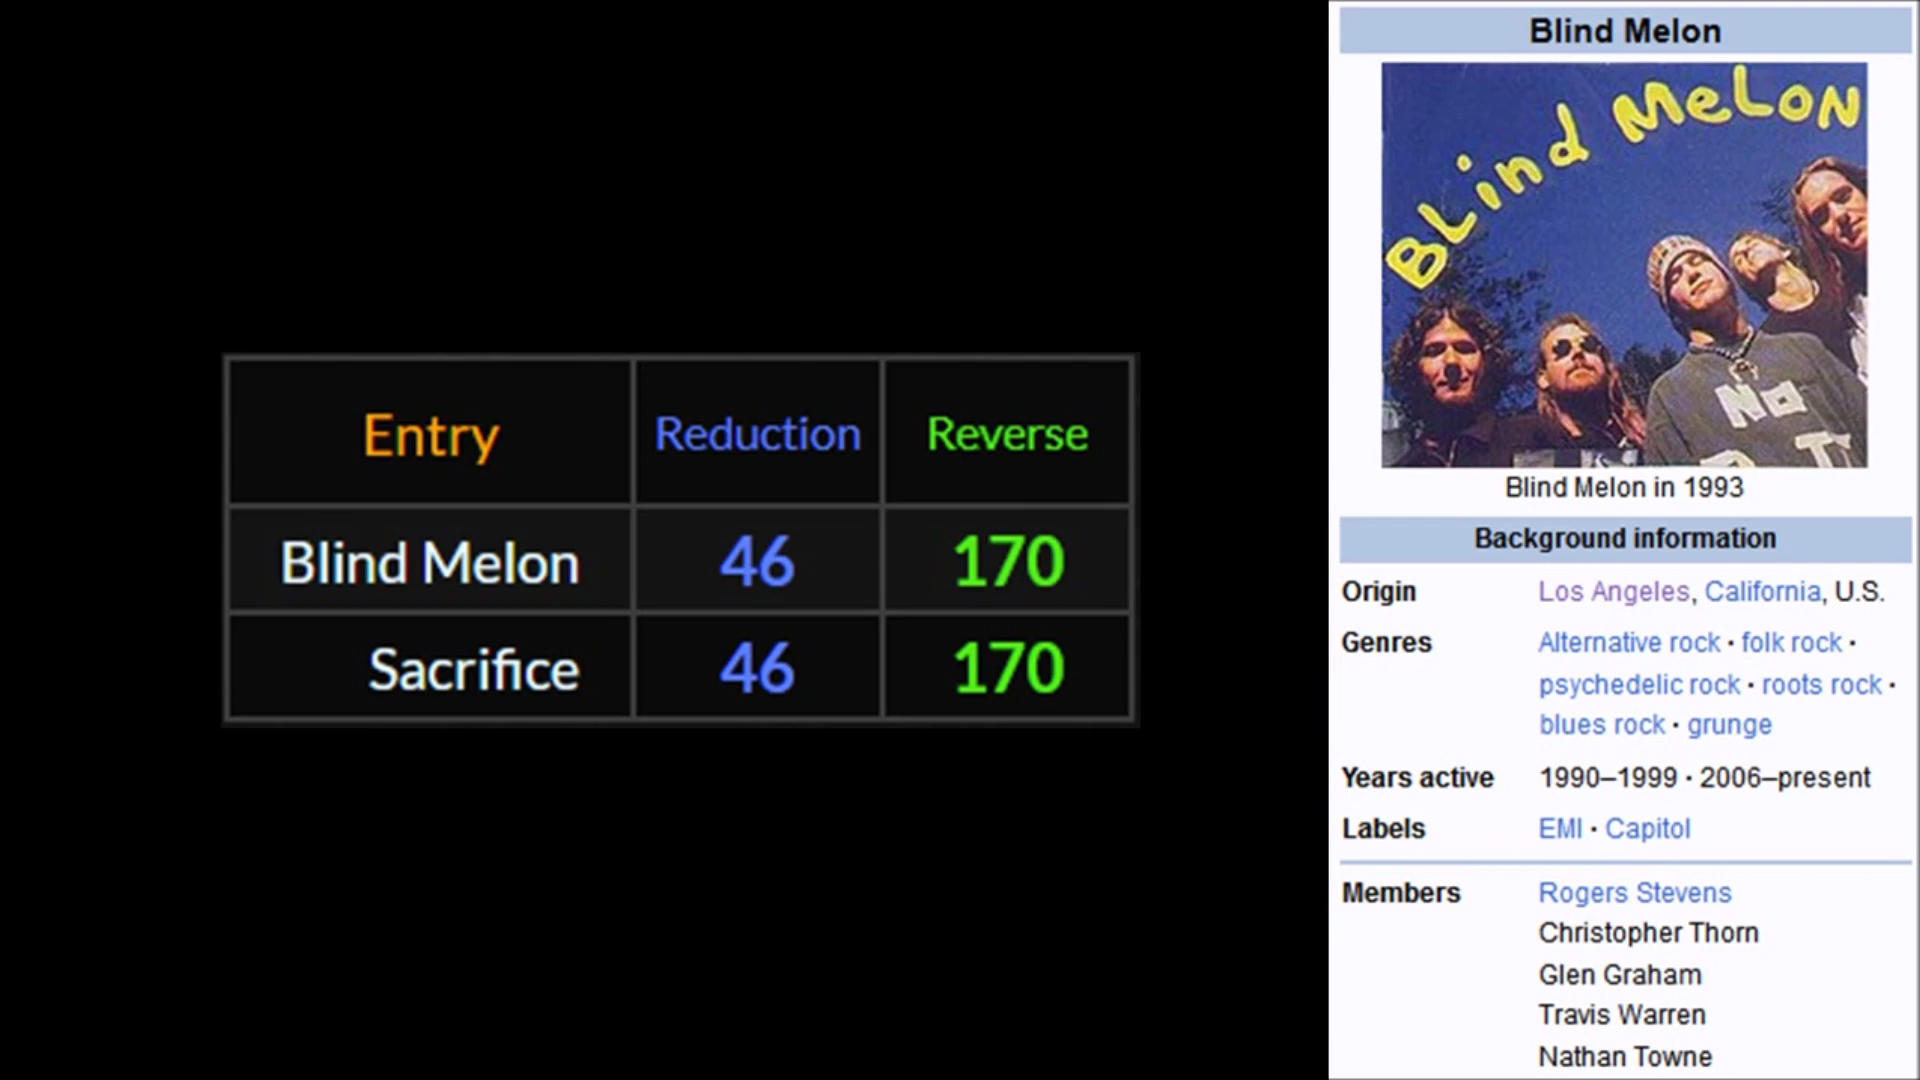 Entry Reduction Reverse
Blind Melon 46 170
Sacrifice 46 170
Blind Melon
Blind Melon
No
Blind Melon in 1993
Background information
Origin Los Angeles, California, U.S.
Genres Alternative rock · folk rock ·
psychedelic rock · roots rock ·
blues rock · grunge
Years active 1990–1999 · 2006–present
Labels EMI · Capitol
Members Rogers Stevens
Christopher Thorn
Glen Graham
Travis Warren
Nathan Towne